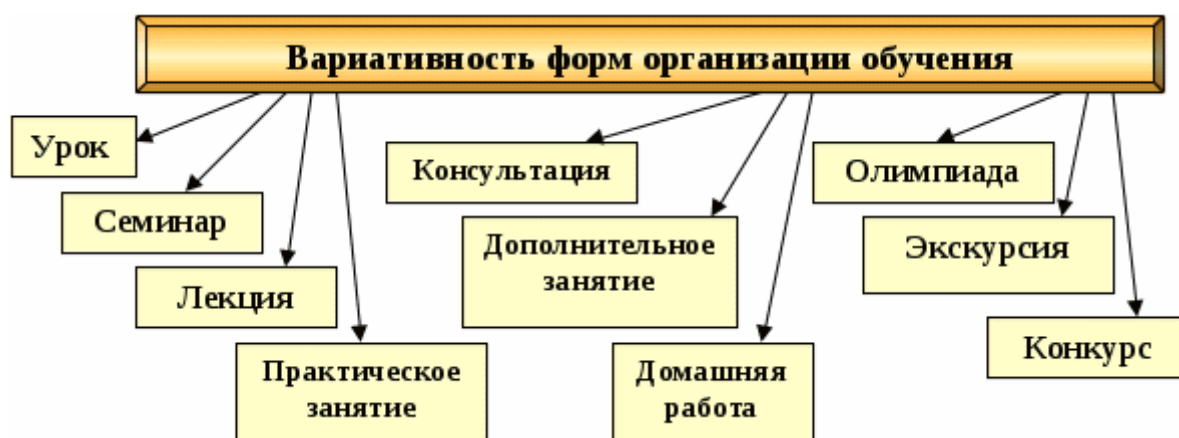 Вариативность форм организации обучения
Урок
Семинар
Лекция
Практическое
занятие
Консультация
Дополнительное
занятие
Домашняя
работа
Олимпиада
Экскурсия
Конкурс